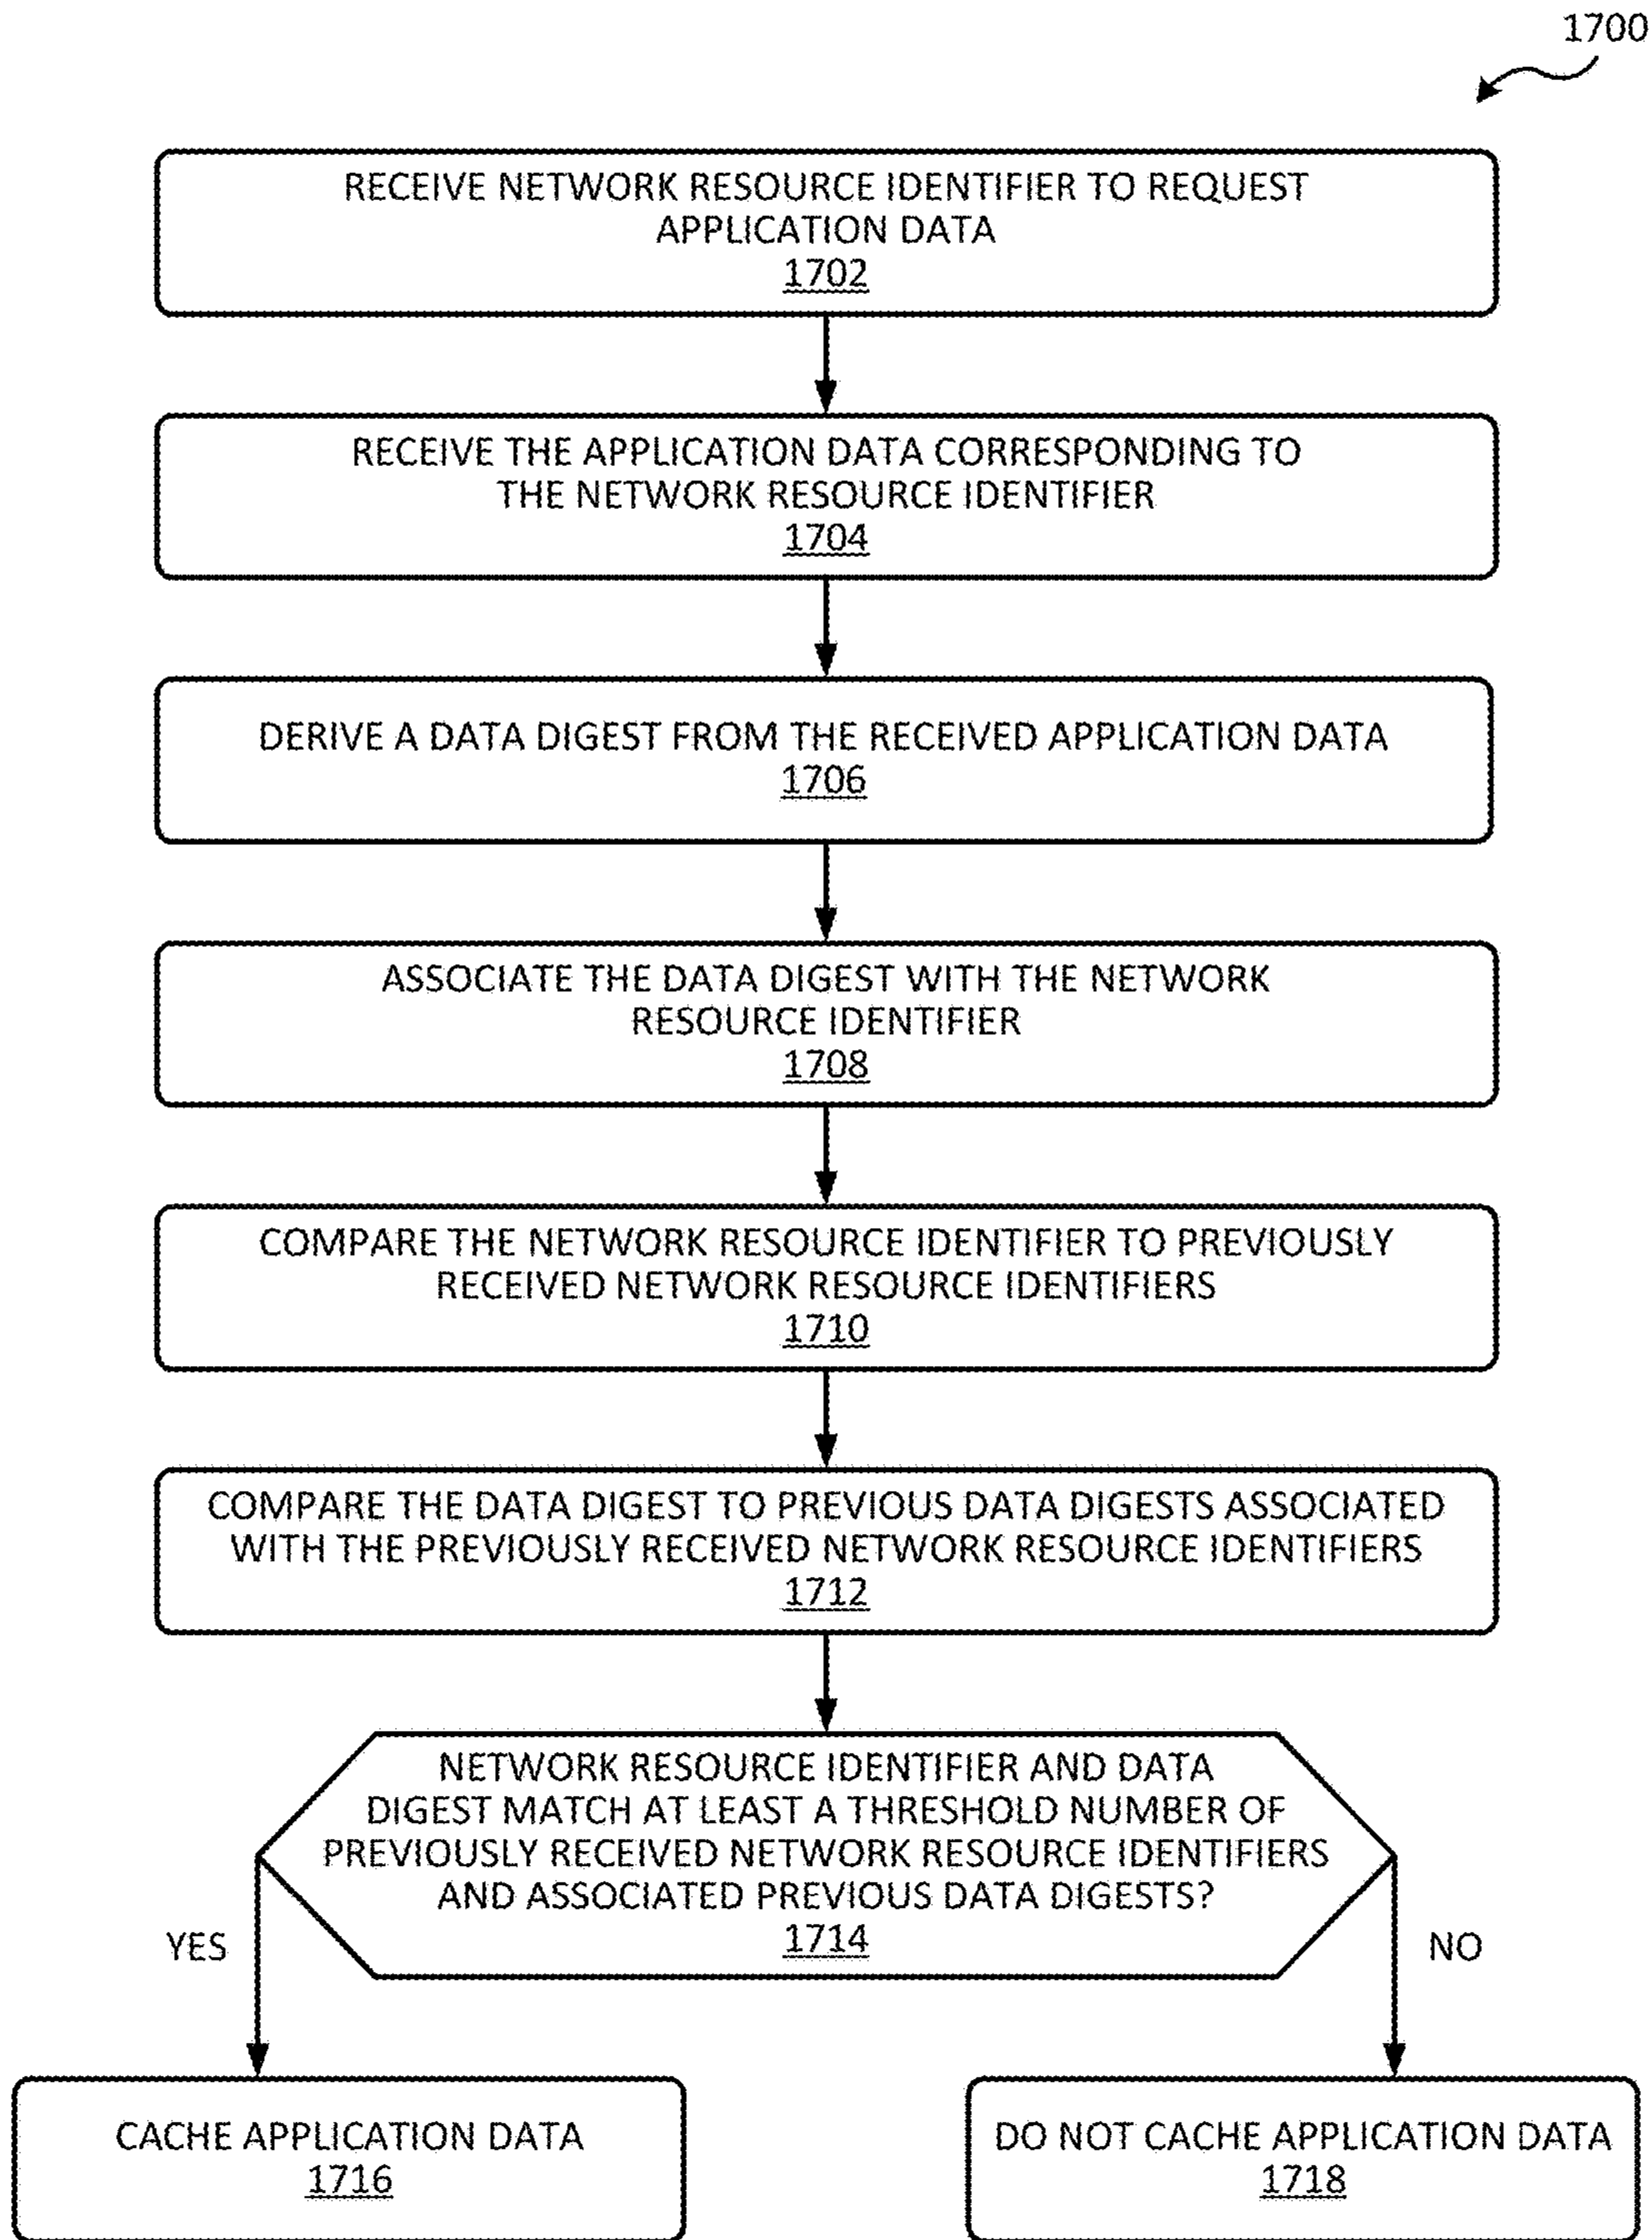 1700
RECEIVE NETWORK RESOURCE IDENTIFIER TO REQUEST
APPLICATION DATA
1702
RECEIVE THE APPLICATION DATA CORRESPONDING TO
THE NETWORK RESOURCE IDENTIFIER
1704
DERIVE A DATA DIGEST FROM THE RECEIVED APPLICATION DATA
1706
ASSOCIATE THE DATA DIGEST WITH THE NETWORK
RESOURCE IDENTIFIER
1708
COMPARE THE NETWORK RESOURCE IDENTIFIER TO PREVIOUSLY
RECEIVED NETWORK RESOURCE IDENTIFIERS
1710
COMPARE THE DATA DIGEST TO PREVIOUS DATA DIGESTS ASSOCIATED
WITH THE PREVIOUSLY RECEIVED NETWORK RESOURCE IDENTIFIERS
1712
NETWORK RESOURCE IDENTIFIER AND DATA
DIGEST MATCH AT LEAST A THRESHOLD NUMBER OF
PREVIOUSLY RECEIVED NETWORK RESOURCE IDENTIFIERS
AND ASSOCIATED PREVIOUS DATA DIGESTS?
1714
YES
NO
CACHE APPLICATION DATA
1716
DO NOT CACHE APPLICATION DATA
1718